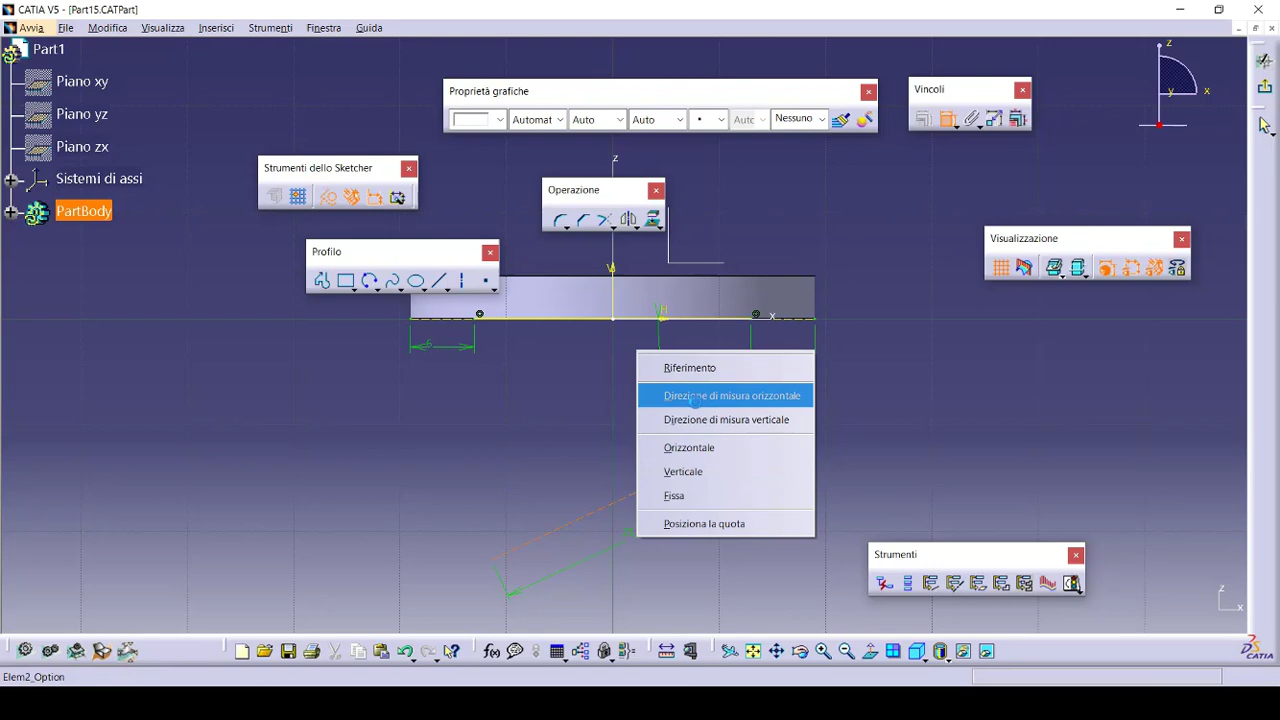 CATIA V5 - [Part15.CATPart]
Avvia File Modifica Visualizza Inserisci Strumenti Finestra Guida
Part1
Piano xy
Piano yz
Piano zx
Sistemi di assi
PartBody
Proprietà grafiche
Automat Auto Auto Auto Nessuno
Vincoli
z
x
y
Strumenti dello Sketcher
z
Operazione
Profilo
Visualizzazione
V
H
x
6
Riferimento
Direzione di misura orizzontale
Direzione di misura verticale
Orizzontale
Verticale
Fissa
Posiziona la quota
Strumenti
z
x
f(x)
Elem2_Option